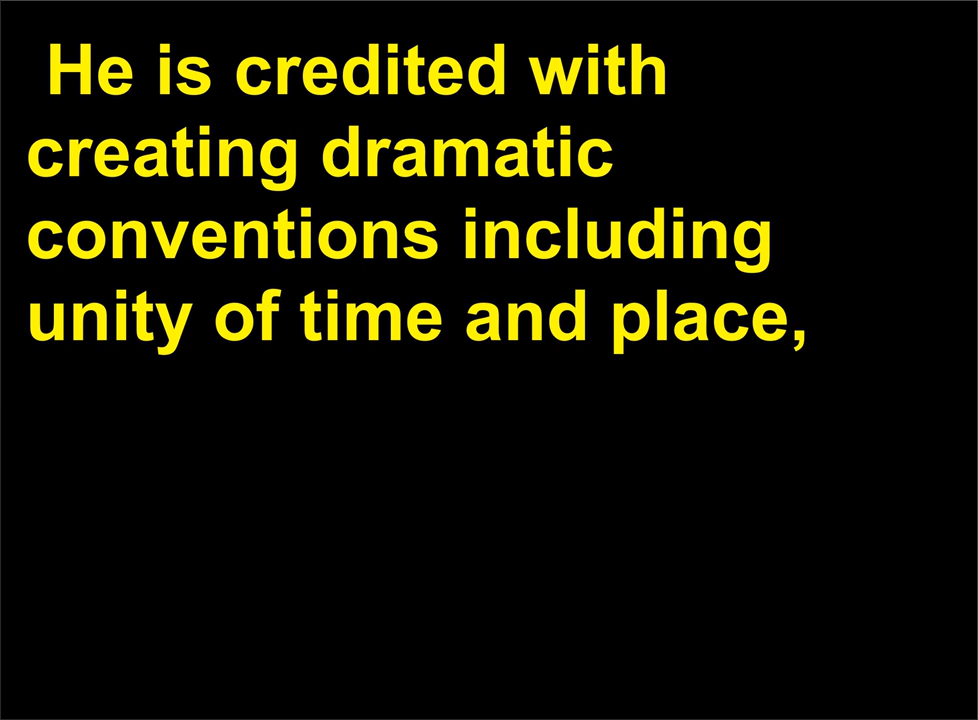 He is credited with
creating dramatic
conventions including
unity of time and place,